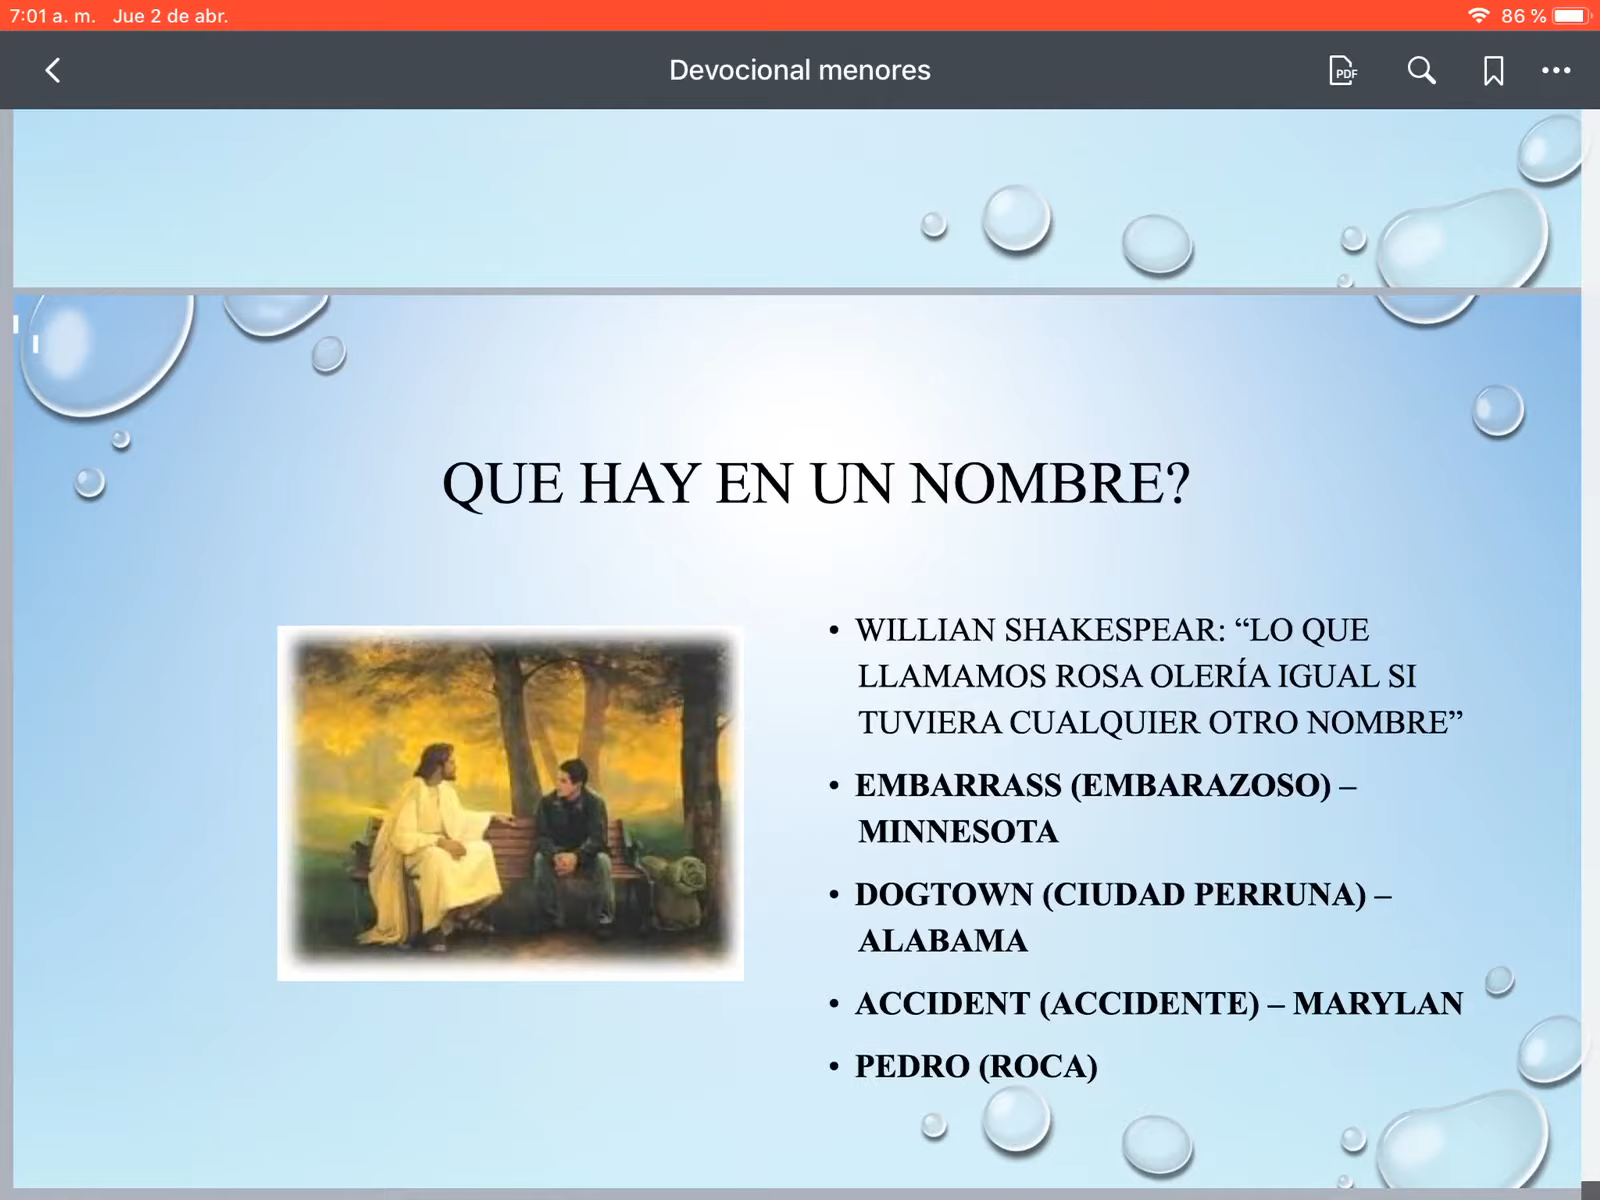 7:01 a. m. Jue 2 de abr.
86 %
Devocional menores
PDF
QUE HAY EN UN NOMBRE?
• WILLIAN SHAKESPEAR: “LO QUE
LLAMAMOS ROSA OLERÍA IGUAL SI
TUVIERA CUALQUIER OTRO NOMBRE”
• EMBARRASS (EMBARAZOSO) –
MINNESOTA
• DOGTOWN (CIUDAD PERRUNA) –
ALABAMA
• ACCIDENT (ACCIDENTE) – MARYLAN
• PEDRO (ROCA)